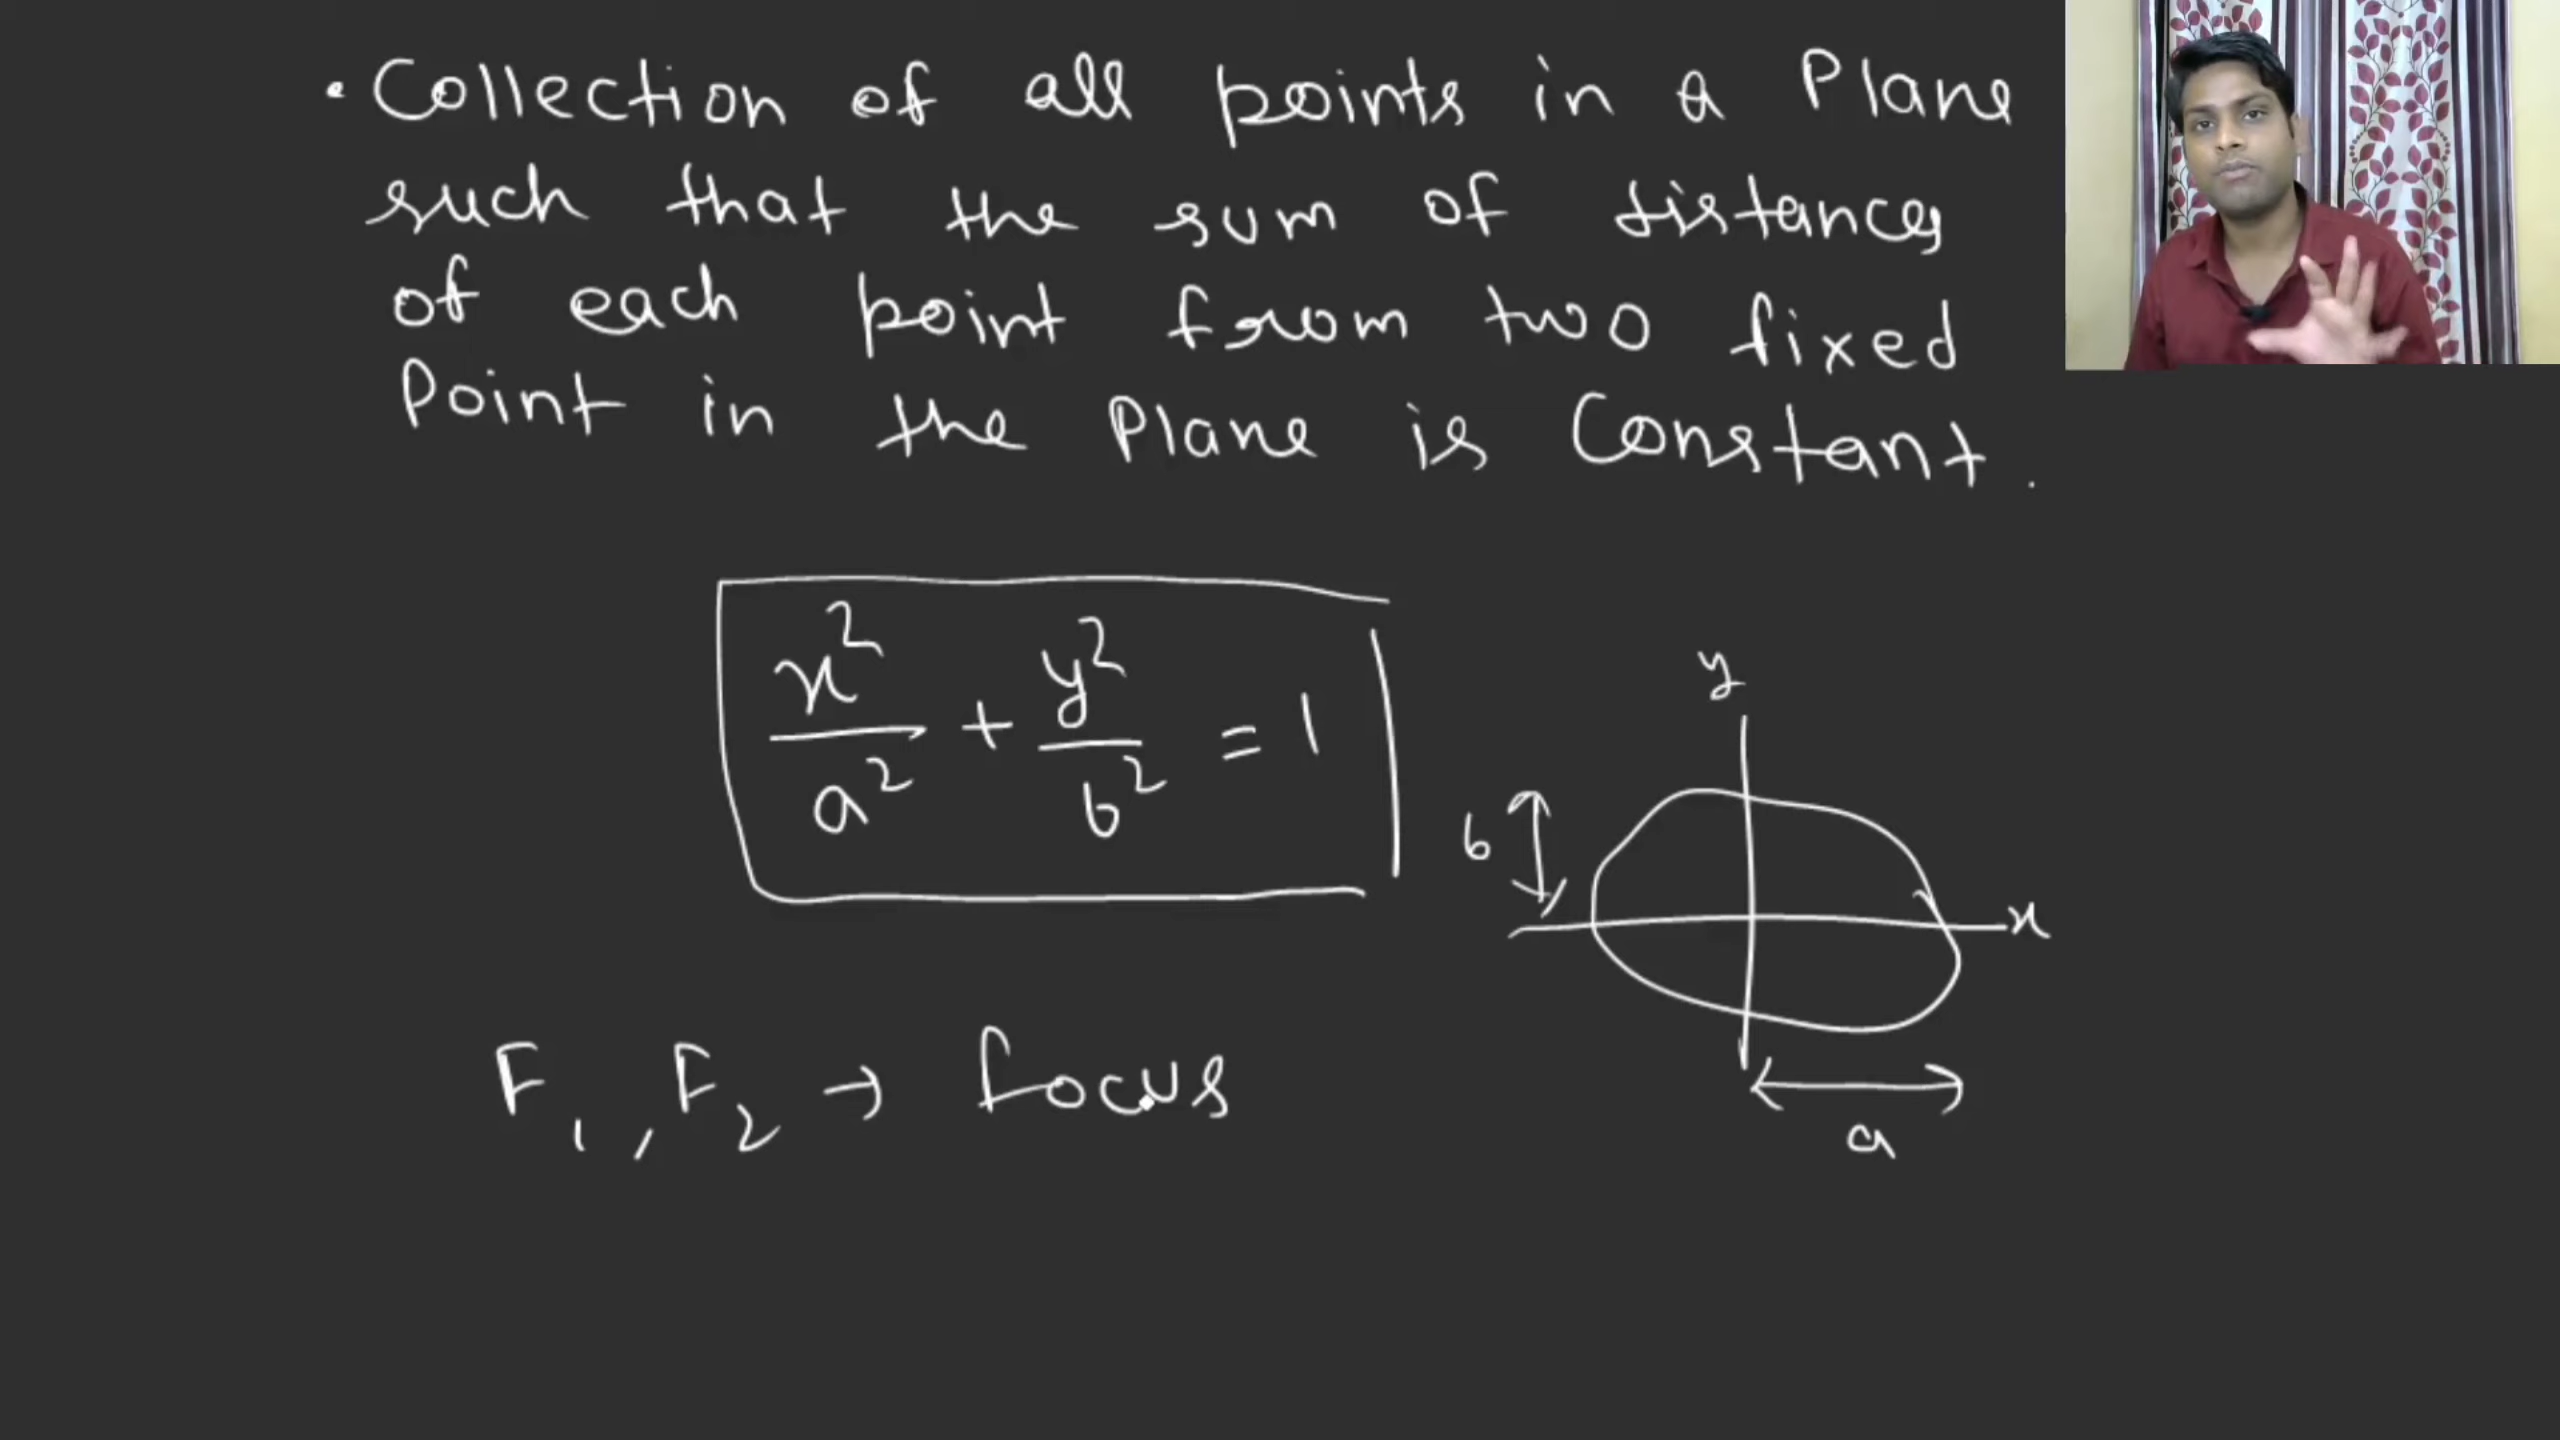 • Collection of all points in a Plane
such that the sum of distances
of each point from two fixed
Point in the Plane is Constant.
x²/a² + y²/b² = 1
y
b
x
a
F₁, F₂ → focus